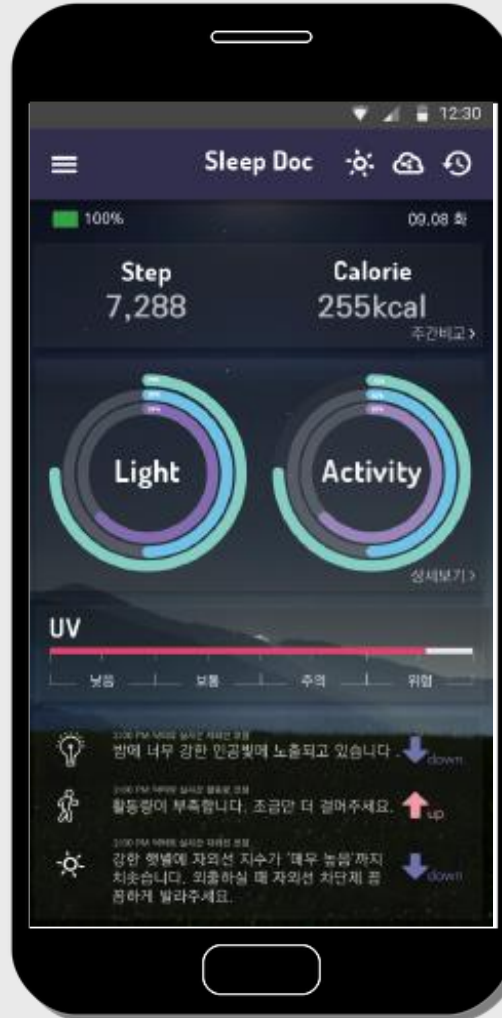 12:30
Sleep Doc
100%
09.08 화
Step
Calorie
7,288
255kcal
주간비교 >
Light
Activity
상세보기 >
UV
낮음
보통
주의
위험
밤에 너무 강한 인공빛에 노출되고 있습니다.
down
활동량이 부족합니다. 조금만 더 걸어주세요.
up
강한 햇볕에 자외선 지수가 '매우 높음'까지
치솟습니다. 외출하실 때 자외선 차단제 꼼
꼼하게 발라주세요.
down